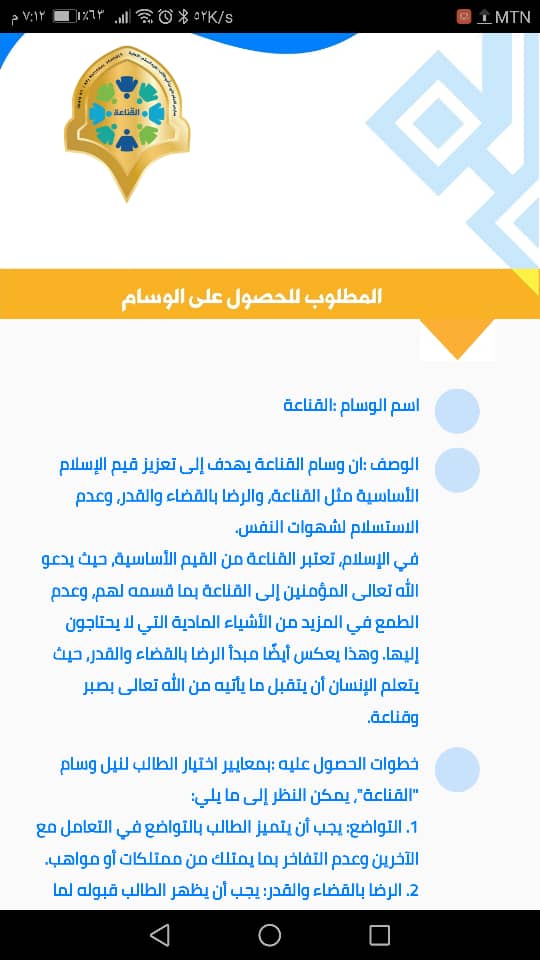 م ٧:١٢ ٪٦٣ ٥٢K/s MTN
القناعة
المطلوب للحصول على الوسام
اسم الوسام :القناعة
الوصف :ان وسام القناعة يهدف إلى تعزيز قيم الإسلام
الأساسية مثل القناعة، والرضا بالقضاء والقدر، وعدم
الاستسلام لشهوات النفس.
في الإسلام، تعتبر القناعة من القيم الأساسية، حيث يدعو
الله تعالى المؤمنين إلى القناعة بما قسمه لهم، وعدم
الطمع في المزيد من الأشياء المادية التي لا يحتاجون
إليها. وهذا يعكس أيضًا مبدأ الرضا بالقضاء والقدر، حيث
يتعلم الإنسان أن يتقبل ما يأتيه من الله تعالى بصبر
وقناعة.
خطوات الحصول عليه :بمعايير اختيار الطالب لنيل وسام
"القناعة"، يمكن النظر إلى ما يلي:
1. التواضع: يجب أن يتميز الطالب بالتواضع في التعامل مع
الآخرين وعدم التفاخر بما يمتلك من ممتلكات أو مواهب.
2. الرضا بالقضاء والقدر: يجب أن يظهر الطالب قبوله لما